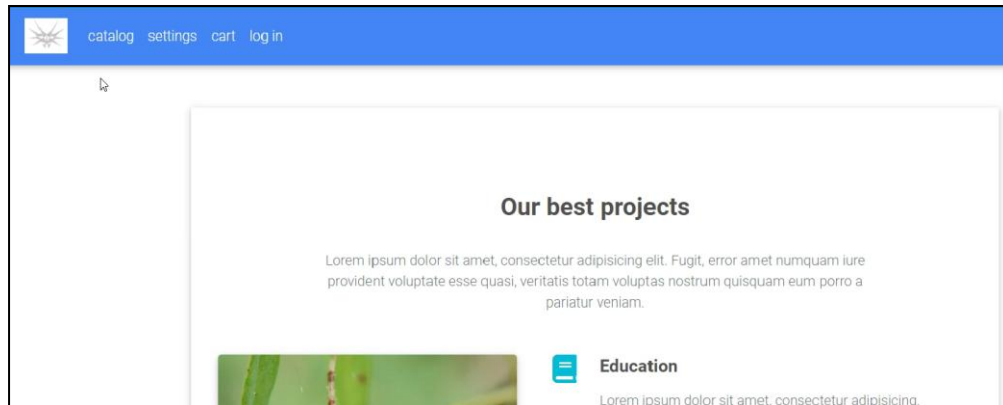 catalog settings cart log in
Our best projects
Lorem ipsum dolor sit amet, consectetur adipisicing elit. Fugit, error amet numquam iure
provident voluptate esse quasi, veritatis totam voluptas nostrum quisquam eum porro a
pariatur veniam.
Education
Lorem ipsum dolor sit amet, consectetur adipisicing.